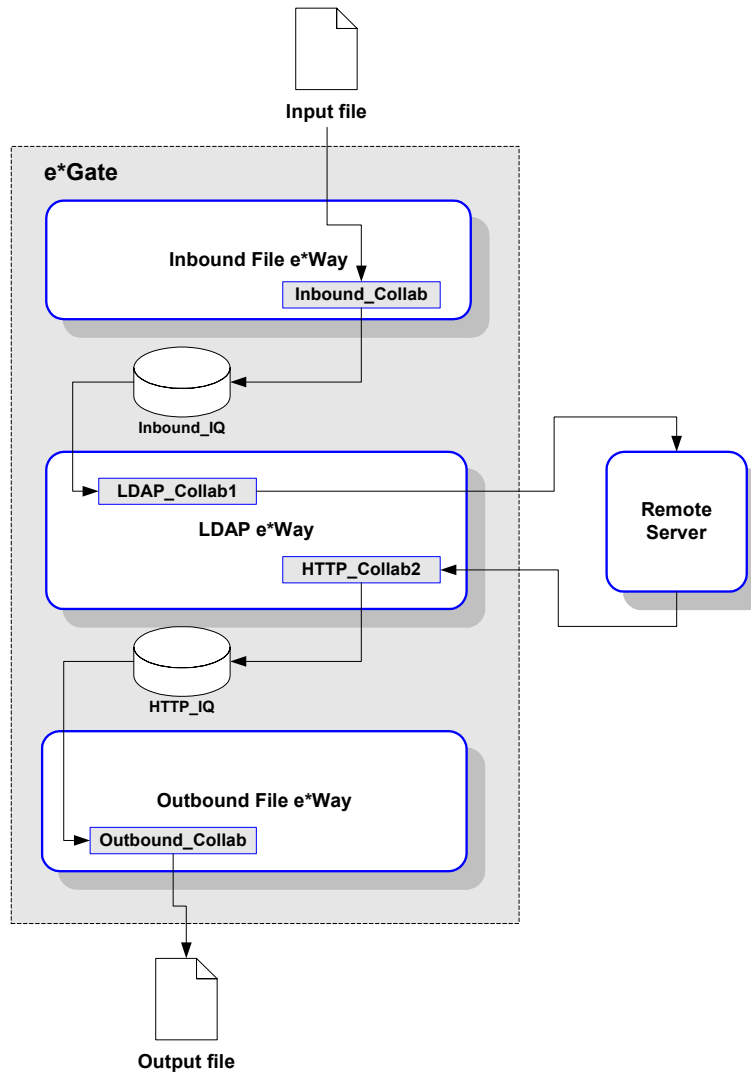 Input file
e*Gate
Inbound File e*Way
Inbound_Collab
Inbound_IQ
LDAP_Collab1
LDAP e*Way
HTTP_Collab2
Remote
Server
HTTP_IQ
Outbound File e*Way
Outbound_Collab
Output file